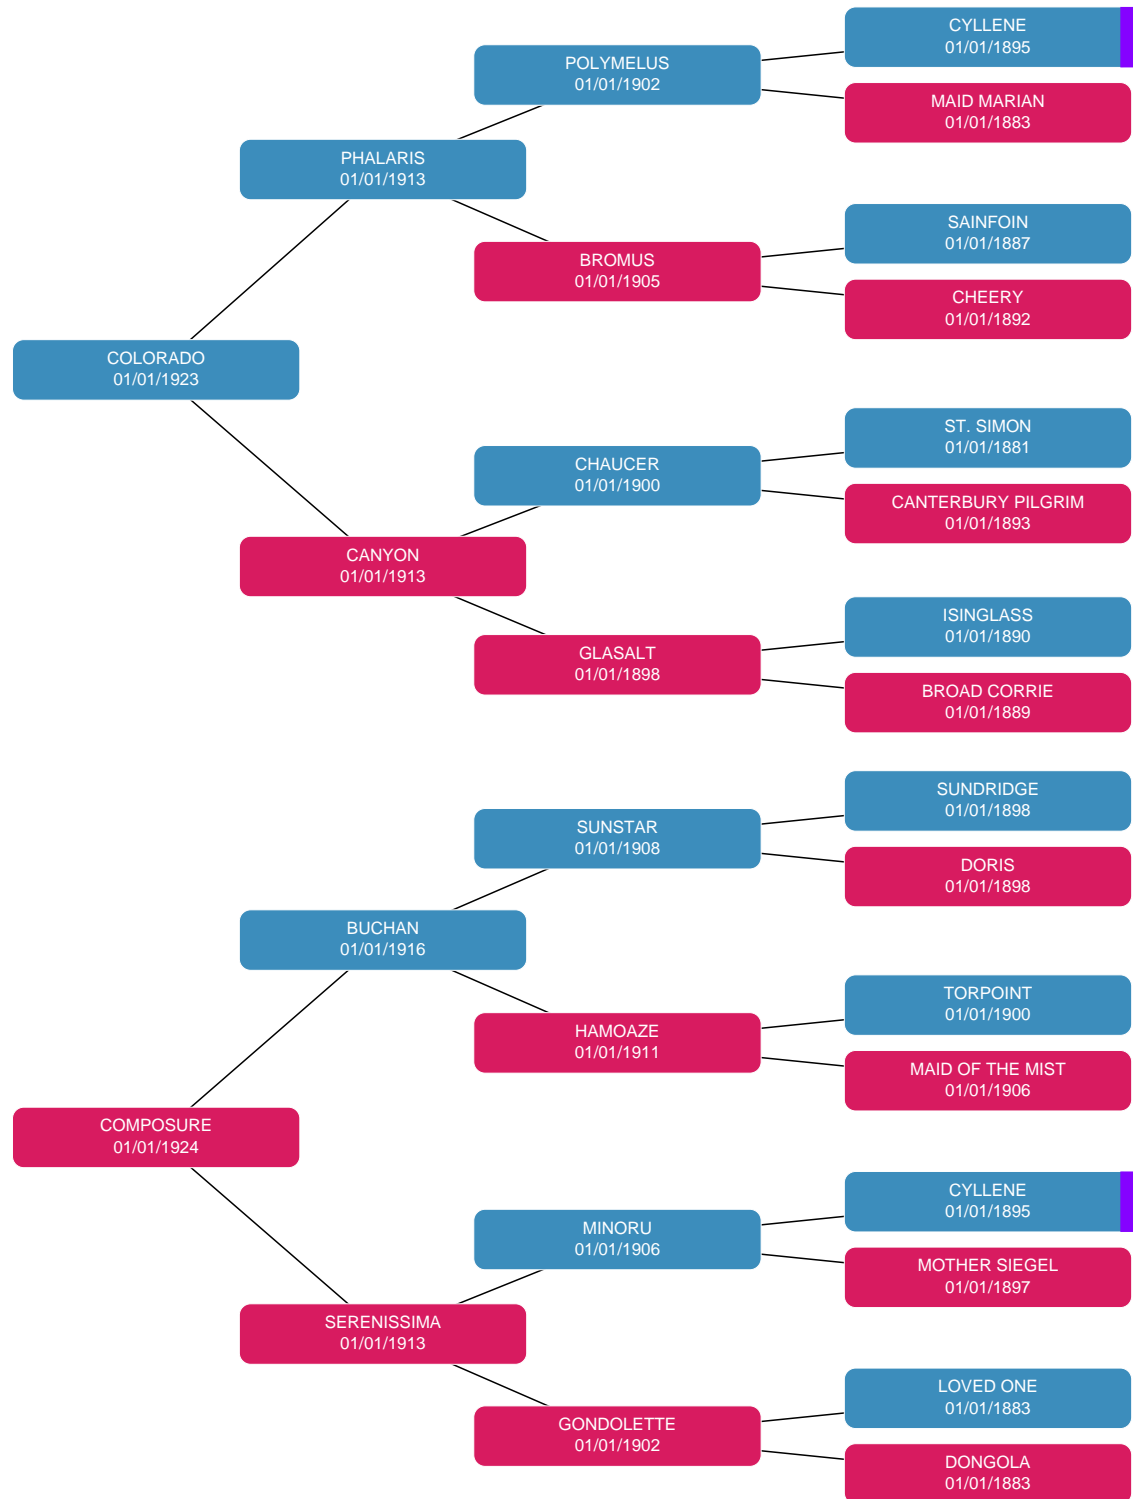 CYLLENE
01/01/1895
POLYMELUS
01/01/1902
MAID MARIAN
01/01/1883
PHALARIS
01/01/1913
SAINFOIN
01/01/1887
BROMUS
01/01/1905
CHEERY
01/01/1892
COLORADO
01/01/1923
ST. SIMON
01/01/1881
CHAUCER
01/01/1900
CANTERBURY PILGRIM
01/01/1893
CANYON
01/01/1913
ISINGLASS
01/01/1890
GLASALT
01/01/1898
BROAD CORRIE
01/01/1889
SUNDRIDGE
01/01/1898
SUNSTAR
01/01/1908
DORIS
01/01/1898
BUCHAN
01/01/1916
TORPOINT
01/01/1900
HAMOAZE
01/01/1911
MAID OF THE MIST
01/01/1906
COMPOSURE
01/01/1924
CYLLENE
01/01/1895
MINORU
01/01/1906
MOTHER SIEGEL
01/01/1897
SERENISSIMA
01/01/1913
LOVED ONE
01/01/1883
GONDOLETTE
01/01/1902
DONGOLA
01/01/1883